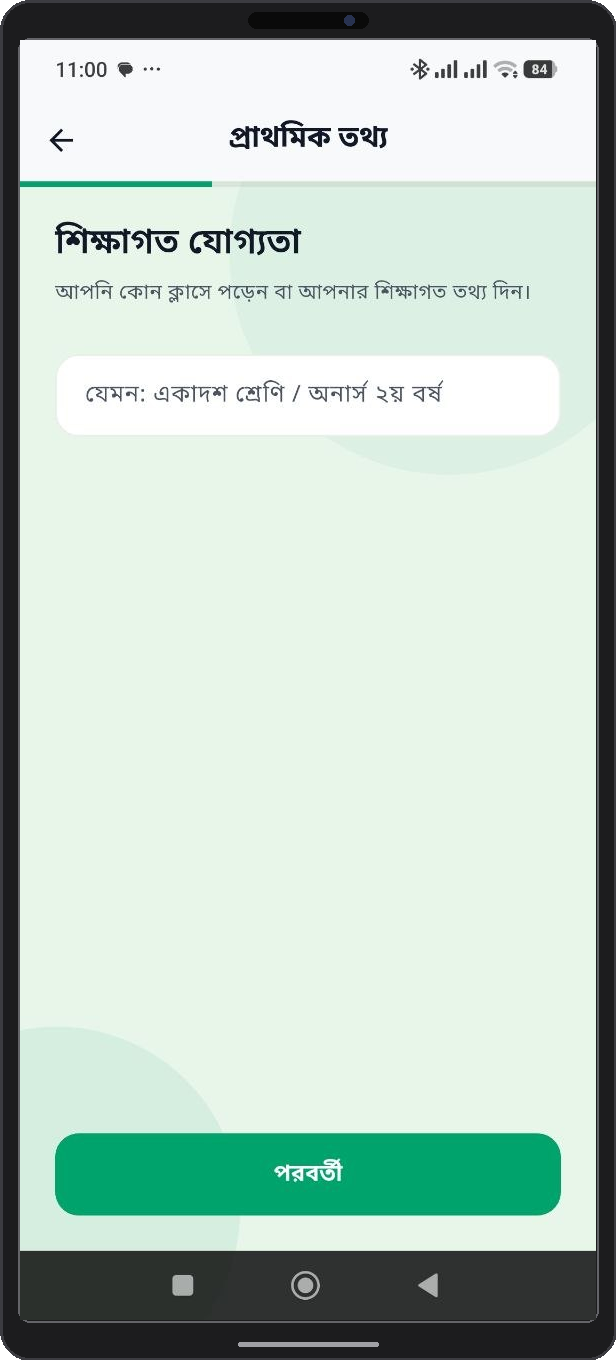 11:00
84
প্রাথমিক তথ্য
শিক্ষাগত যোগ্যতা
আপনি কোন ক্লাসে পড়েন বা আপনার শিক্ষাগত তথ্য দিন।
যেমন: একাদশ শ্রেণি / অনার্স ২য় বর্ষ
পরবর্তী